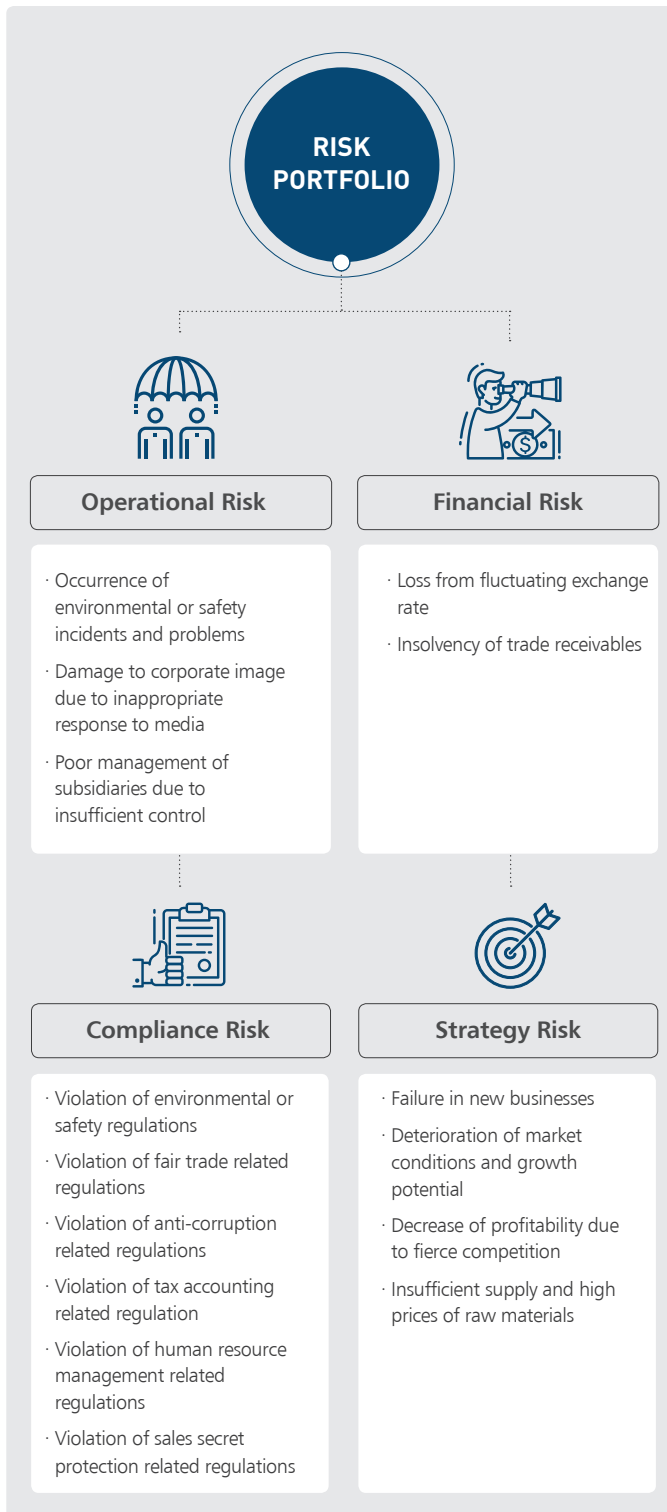 RISK
PORTFOLIO
Operational Risk
· Occurrence of
environmental or safety
incidents and problems
· Damage to corporate image
due to inappropriate
response to media
· Poor management of
subsidiaries due to
insufficient control
Financial Risk
· Loss from fluctuating exchange
rate
· Insolvency of trade receivables
Compliance Risk
· Violation of environmental or
safety regulations
· Violation of fair trade related
regulations
· Violation of anti-corruption
related regulations
· Violation of tax accounting
related regulation
· Violation of human resource
management related
regulations
· Violation of sales secret
protection related regulations
Strategy Risk
· Failure in new businesses
· Deterioration of market
conditions and growth
potential
· Decrease of profitability due
to fierce competition
· Insufficient supply and high
prices of raw materials